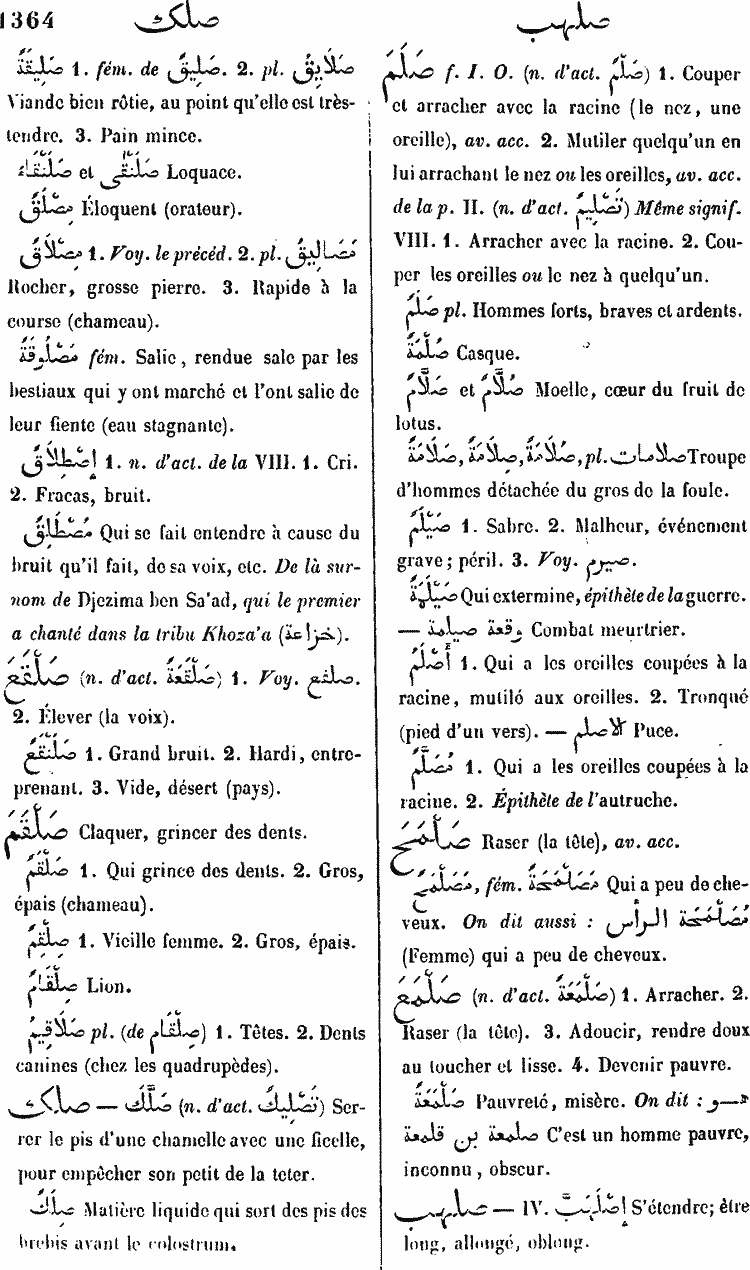 1364 صلك صلهب
صَلِيقَةٌ 1. fém. de صَلِيقٌ. 2. pl. صَلَايِقُ
Viande bien rôtie, au point qu'elle est très-
tendre. 3. Pain mince.
صَلَنْقَاءُ et صَلَنْقًى Loquace.
مِصْلَقٌ Éloquent (orateur).
مِصْلَاقٌ 1. Voy. le précéd. 2. pl. مَصَالِيقُ
Rocher, grosse pierre. 3. Rapide à la
course (chameau).
مَصْلُوقَةٌ fém. Salie, rendue sale par les
bestiaux qui y ont marché et l'ont salie de
leur fiente (eau stagnante).
إِصْطِلَاقٌ 1. n. d'act. de la VIII. 1. Cri.
2. Fracas, bruit.
مُصْطَلِقٌ Qui se fait entendre à cause du
bruit qu'il fait, de sa voix, etc. De là sur-
nom de Djezima ben Sa'ad, qui le premier
a chanté dans la tribu Khoza'a (خزاعة).
صَلْقَعَ (n. d'act. صَلْقَعَةٌ) 1. Voy. صلفع.
2. Élever (la voix).
صَلَنْقَعٌ 1. Grand bruit. 2. Hardi, entre-
prenant. 3. Vide, désert (pays).
صَلْقَمَ Claquer, grincer des dents.
صَلْقَمٌ 1. Qui grince des dents. 2. Gros,
épais (chameau).
صِلْقِمٌ 1. Vieille femme. 2. Gros, épais.
صِلْقَامٌ Lion.
صَلَاقِيمُ pl. (de صِلْقَام) 1. Têtes. 2. Dents
canines (chez les quadrupèdes).
صلك — صَلَّكَ (n. d'act. تَصْلِيكٌ) Ser-
rer le pis d'une chamelle avec une ficelle,
pour empêcher son petit de la teter.
صِلَكٌ Matière liquide qui sort des pis des
brebis avant le colostrum.
صَلَمَ f. I. O. (n. d'act. صَلْمٌ) 1. Couper
et arracher avec la racine (le nez, une
oreille), av. acc. 2. Mutiler quelqu'un en
lui arrachant le nez ou les oreilles, av. acc.
de la p. II. (n. d'act. تَصْلِيمٌ) Même signif.
VIII. 1. Arracher avec la racine. 2. Cou-
per les oreilles ou le nez à quelqu'un.
صُلَّمٌ pl. Hommes forts, braves et ardents.
صَلَمَةٌ Casque.
صُلَّامٌ et صَلَّامٌ Moelle, cœur du fruit de
lotus.
صَلَامَةٌ, صِلَامَةٌ, صُلَامَةٌ, pl. صلامات Troupe
d'hommes détachée du gros de la foule.
صَيْلَمٌ 1. Sabre. 2. Malheur, événement
grave; péril. 3. Voy. صيرم.
صَيْلَمِيَّةٌ Qui extermine, épithète de la guerre.
— وقعة صيلمة Combat meurtrier.
أَصْلَمُ 1. Qui a les oreilles coupées à la
racine, mutilé aux oreilles. 2. Tronqué
(pied d'un vers). — الاصلم Puce.
مُصَلَّمٌ 1. Qui a les oreilles coupées à la
racine. 2. Épithète de l'autruche.
صَلْمَحَ Raser (la tête), av. acc.
مُصَلْمَحٌ, fém. مُصَلْمَحَةٌ Qui a peu de che-
veux. On dit aussi : مُصَلْمَحَة الرأس
(Femme) qui a peu de cheveux.
صَلْمَعَ (n. d'act. صَلْمَعَةٌ) 1. Arracher. 2.
Raser (la tête). 3. Adoucir, rendre doux
au toucher et lisse. 4. Devenir pauvre.
صَلْمَعَةٌ Pauvreté, misère. On dit : هــو
صلمعة بن قلمعة C'est un homme pauvre,
inconnu, obscur.
صلهب — IV. إِصْلَهَبَّ S'étendre; être
long, allongé, oblong.